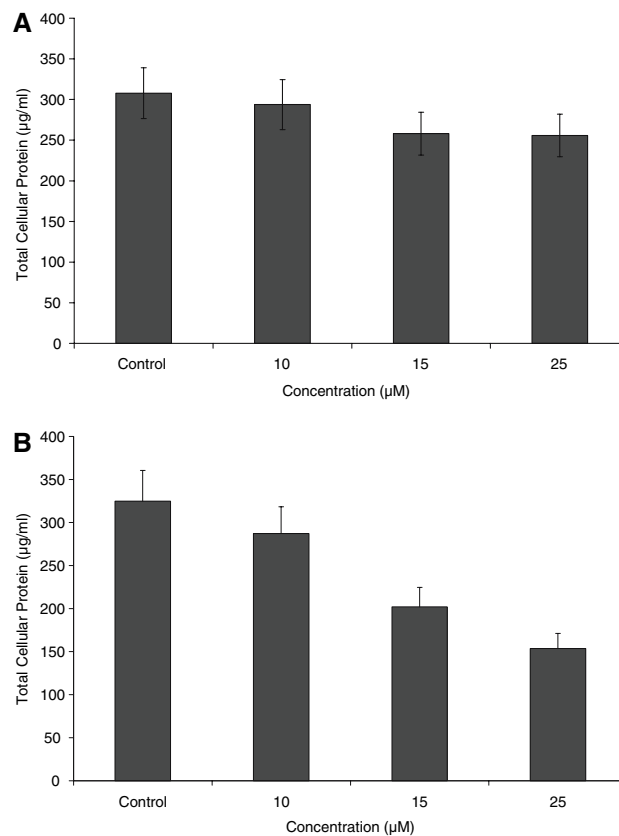 A
400
350
300
250
200
150
100
50
0
Total Cellular Protein (µg/ml)
Control 10 15 25
Concentration (µM)
B
400
350
300
250
200
150
100
50
0
Total Cellular Protein (µg/ml)
Control 10 15 25
Concentration (µM)